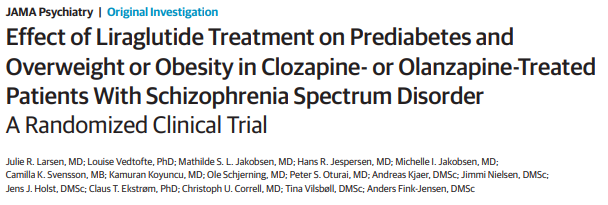 JAMA Psychiatry | Original Investigation
Effect of Liraglutide Treatment on Prediabetes and
Overweight or Obesity in Clozapine- or Olanzapine-Treated
Patients With Schizophrenia Spectrum Disorder
A Randomized Clinical Trial
Julie R. Larsen, MD; Louise Vedtofte, PhD; Mathilde S. L. Jakobsen, MD; Hans R. Jespersen, MD; Michelle I. Jakobsen, MD;
Camilla K. Svensson, MB; Kamuran Koyuncu, MD; Ole Schjerning, MD; Peter S. Oturai, MD; Andreas Kjaer, DMSc; Jimmi Nielsen, DMSc;
Jens J. Holst, DMSc; Claus T. Ekstrøm, PhD; Christoph U. Correll, MD; Tina Vilsbøll, DMSc; Anders Fink-Jensen, DMSc